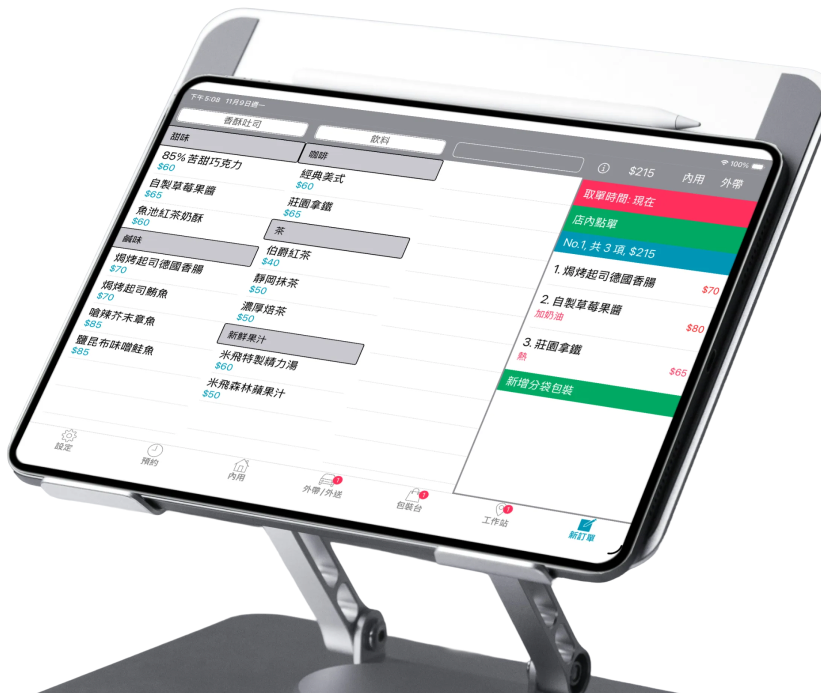 下午5:08 11月9日週一
100%
香酥吐司
飲料
$215
內用
外帶
甜味
85% 苦甜巧克力
$60
自製草莓果醬
$65
魚池紅茶奶酥
$60
鹹味
焗烤起司德國香腸
$70
焗烤起司鮪魚
$70
嗆辣芥末章魚
$85
鹽昆布味噌鮭魚
$85
咖啡
經典美式
$60
莊園拿鐵
$65
茶
伯爵紅茶
$40
靜岡抹茶
$50
濃厚焙茶
$50
新鮮果汁
米飛特製精力湯
$60
米飛森林蘋果汁
$50
取單時間: 現在
店內點單
No.1, 共 3 項, $215
1. 焗烤起司德國香腸
$70
2. 自製草莓果醬
加奶油
$80
3. 莊園拿鐵
熱
$65
新增分袋包裝
設定
預約
內用
1
外帶/外送
1
包裝台
1
工作站
新訂單